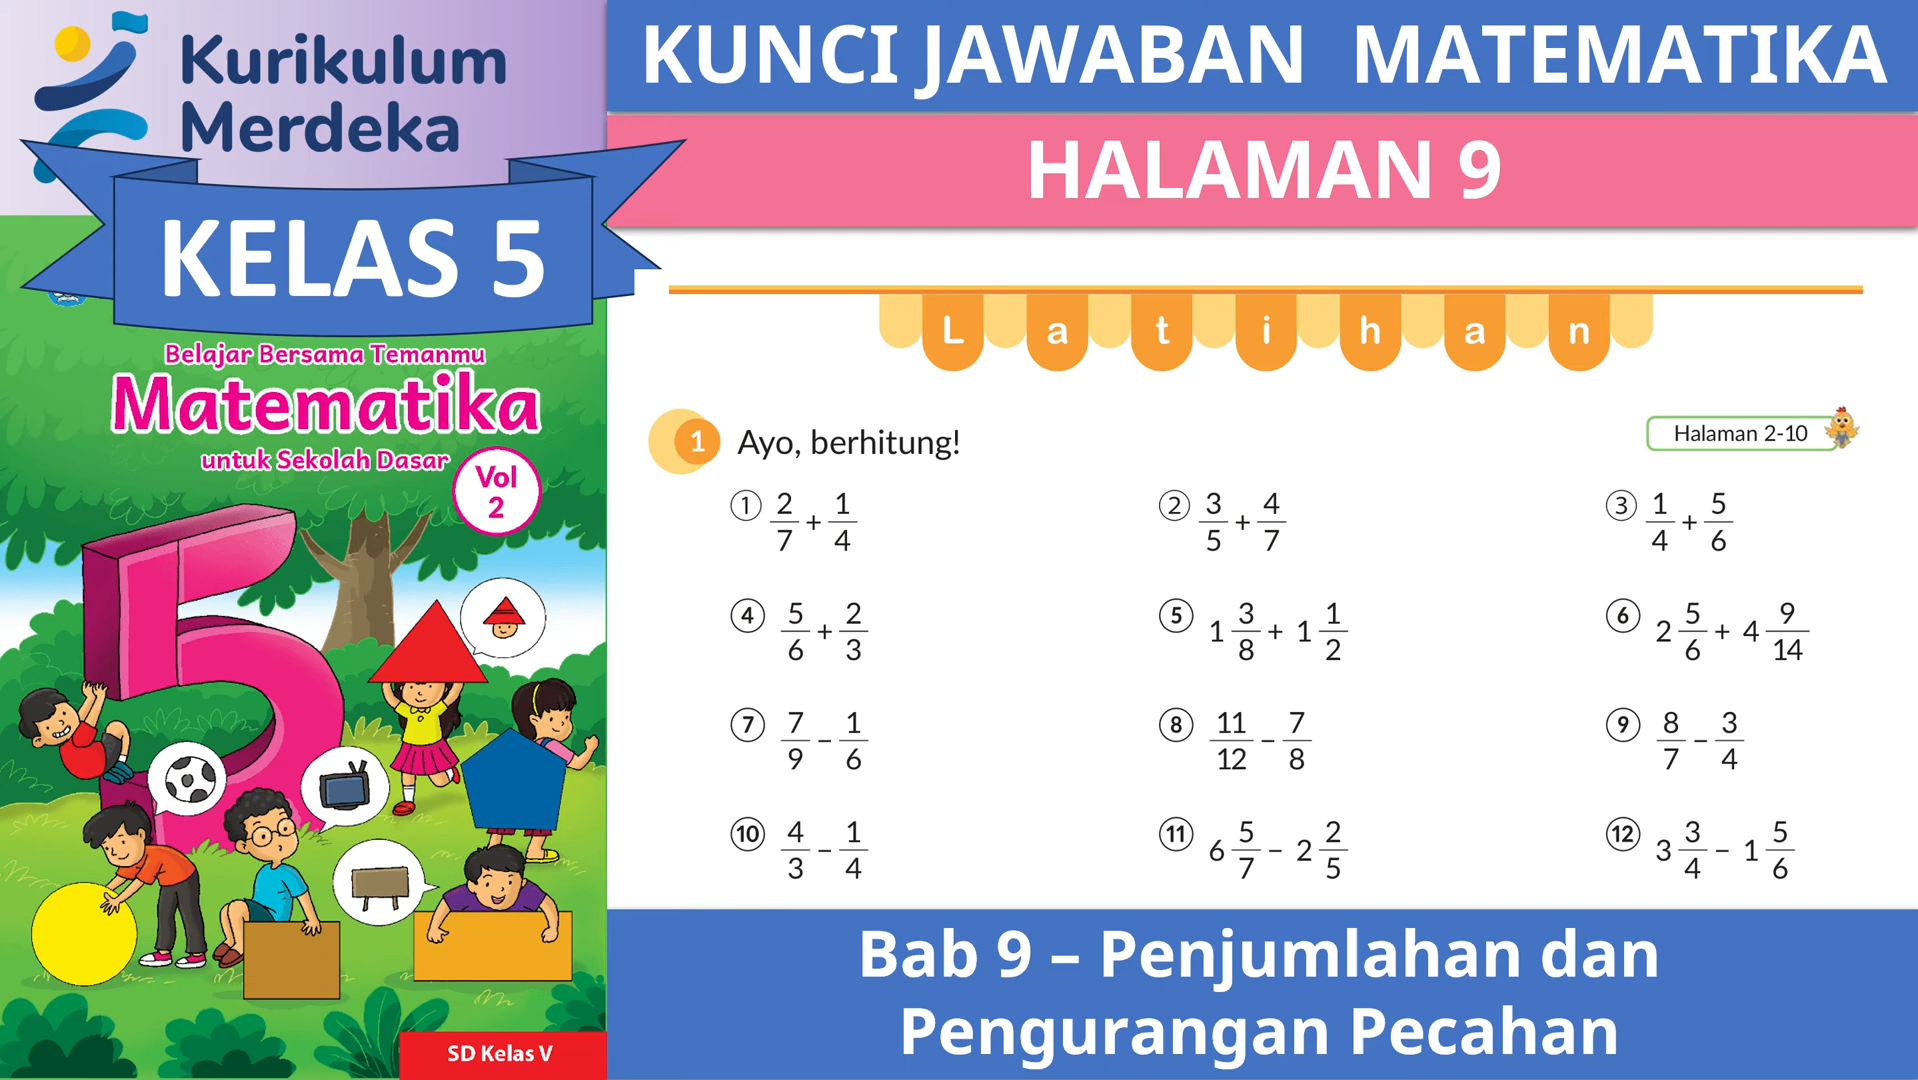 Kurikulum
Merdeka
KELAS 5
Belajar Bersama Temanmu
Matematika
untuk Sekolah Dasar
Vol
2
SD Kelas V
KUNCI JAWABAN MATEMATIKA
HALAMAN 9
Latihan
1 Ayo, berhitung!
Halaman 2-10
① 2/7 + 1/4
② 3/5 + 4/7
③ 1/4 + 5/6
④ 5/6 + 2/3
⑤ 1 3/8 + 1 1/2
⑥ 2 5/6 + 4 9/14
⑦ 7/9 – 1/6
⑧ 11/12 – 7/8
⑨ 8/7 – 3/4
⑩ 4/3 – 1/4
⑪ 6 5/7 – 2 2/5
⑫ 3 3/4 – 1 5/6
Bab 9 – Penjumlahan dan
Pengurangan Pecahan